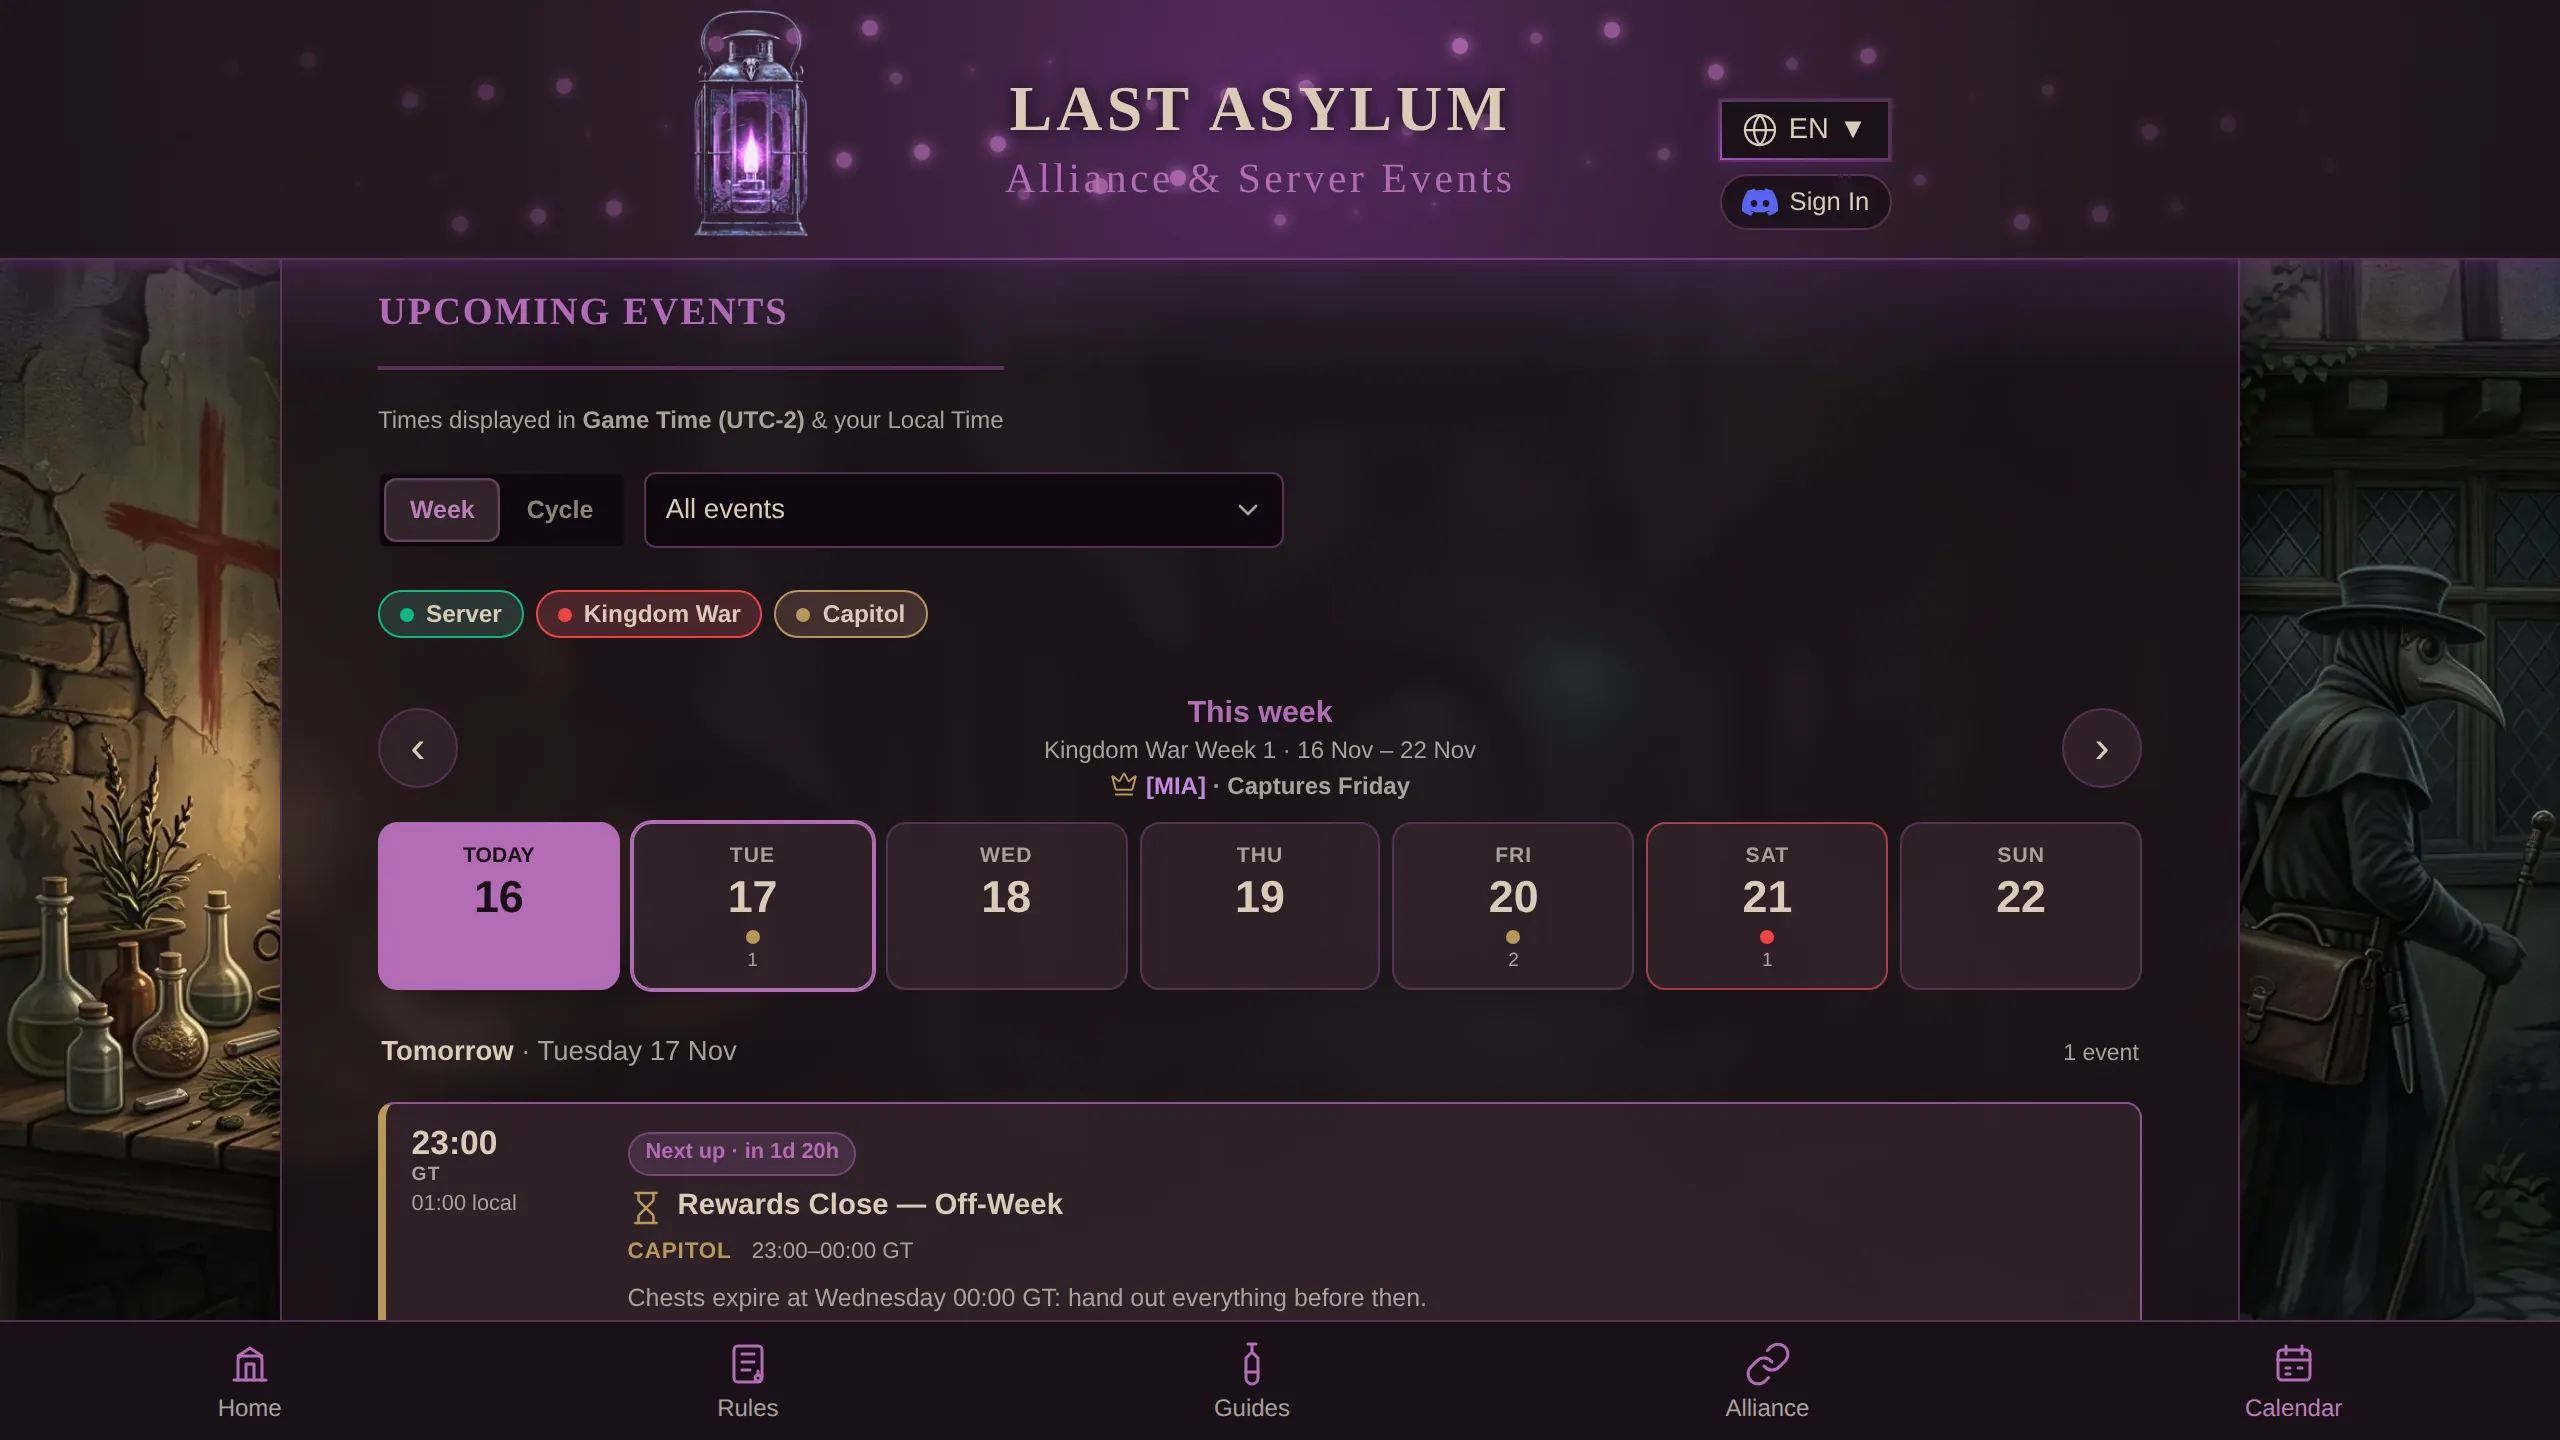 LAST ASYLUM
Alliance & Server Events
EN ▼
Sign In
UPCOMING EVENTS
Times displayed in Game Time (UTC-2) & your Local Time
Week
Cycle
All events
Server
Kingdom War
Capitol
‹
This week
›
Kingdom War Week 1 · 16 Nov – 22 Nov
[MIA] · Captures Friday
TODAY
16
TUE
17
1
WED
18
THU
19
FRI
20
2
SAT
21
1
SUN
22
Tomorrow · Tuesday 17 Nov
1 event
23:00
GT
01:00 local
Next up · in 1d 20h
Rewards Close — Off-Week
CAPITOL 23:00–00:00 GT
Chests expire at Wednesday 00:00 GT: hand out everything before then.
Home
Rules
Guides
Alliance
Calendar